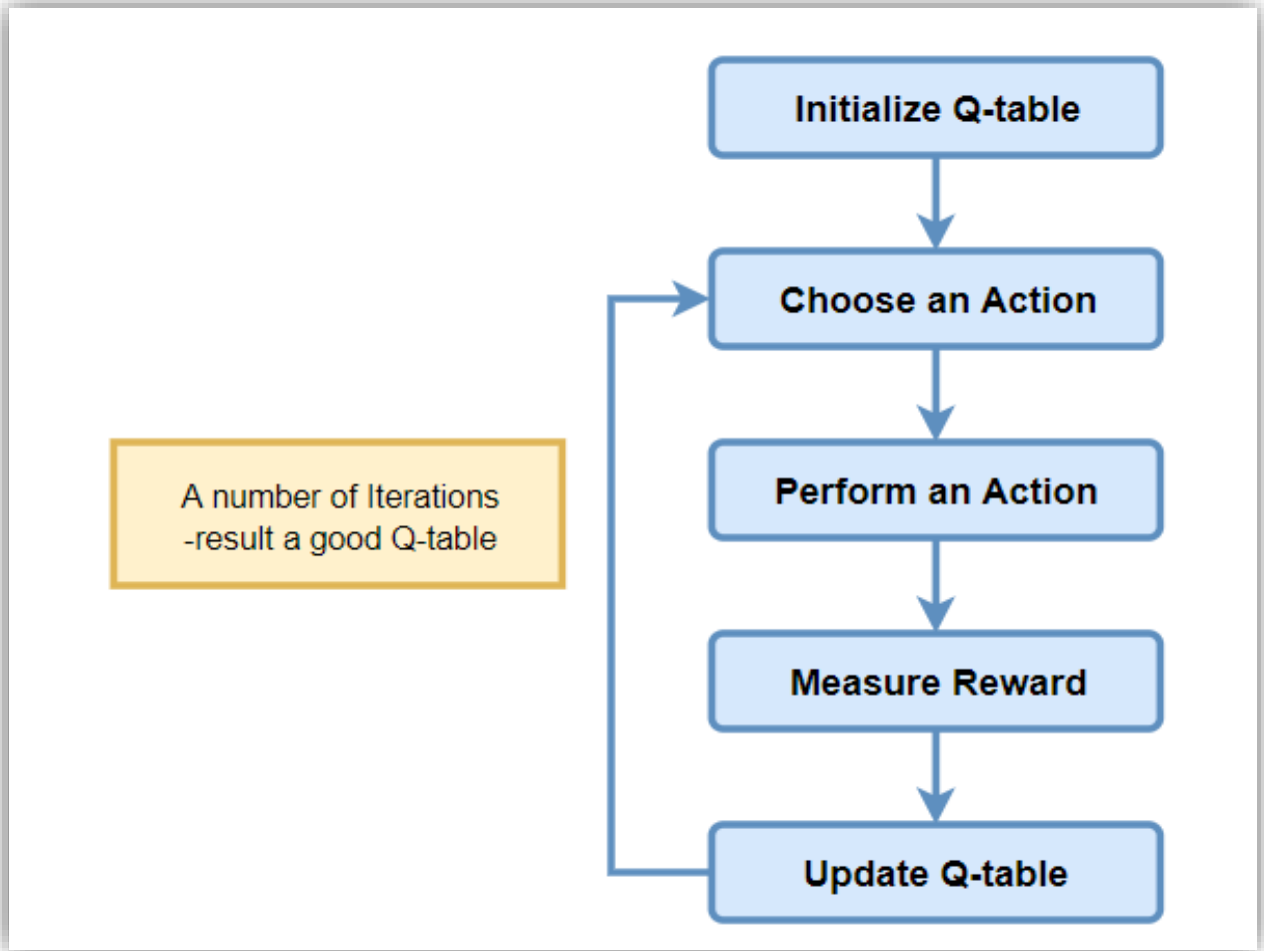 Initialize Q-table
Choose an Action
A number of Iterations
-result a good Q-table
Perform an Action
Measure Reward
Update Q-table